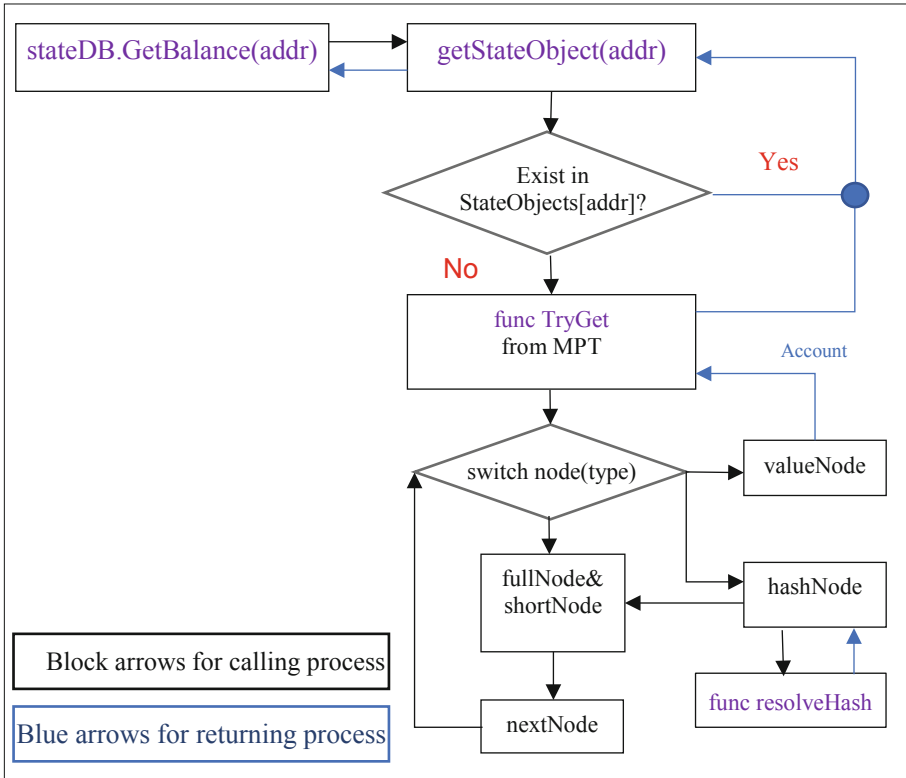 stateDB.GetBalance(addr)
getStateObject(addr)
Exist in
StateObjects[addr]?
Yes
No
func TryGet
from MPT
Account
switch node(type)
valueNode
fullNode&
shortNode
hashNode
Block arrows for calling process
func resolveHash
nextNode
Blue arrows for returning process